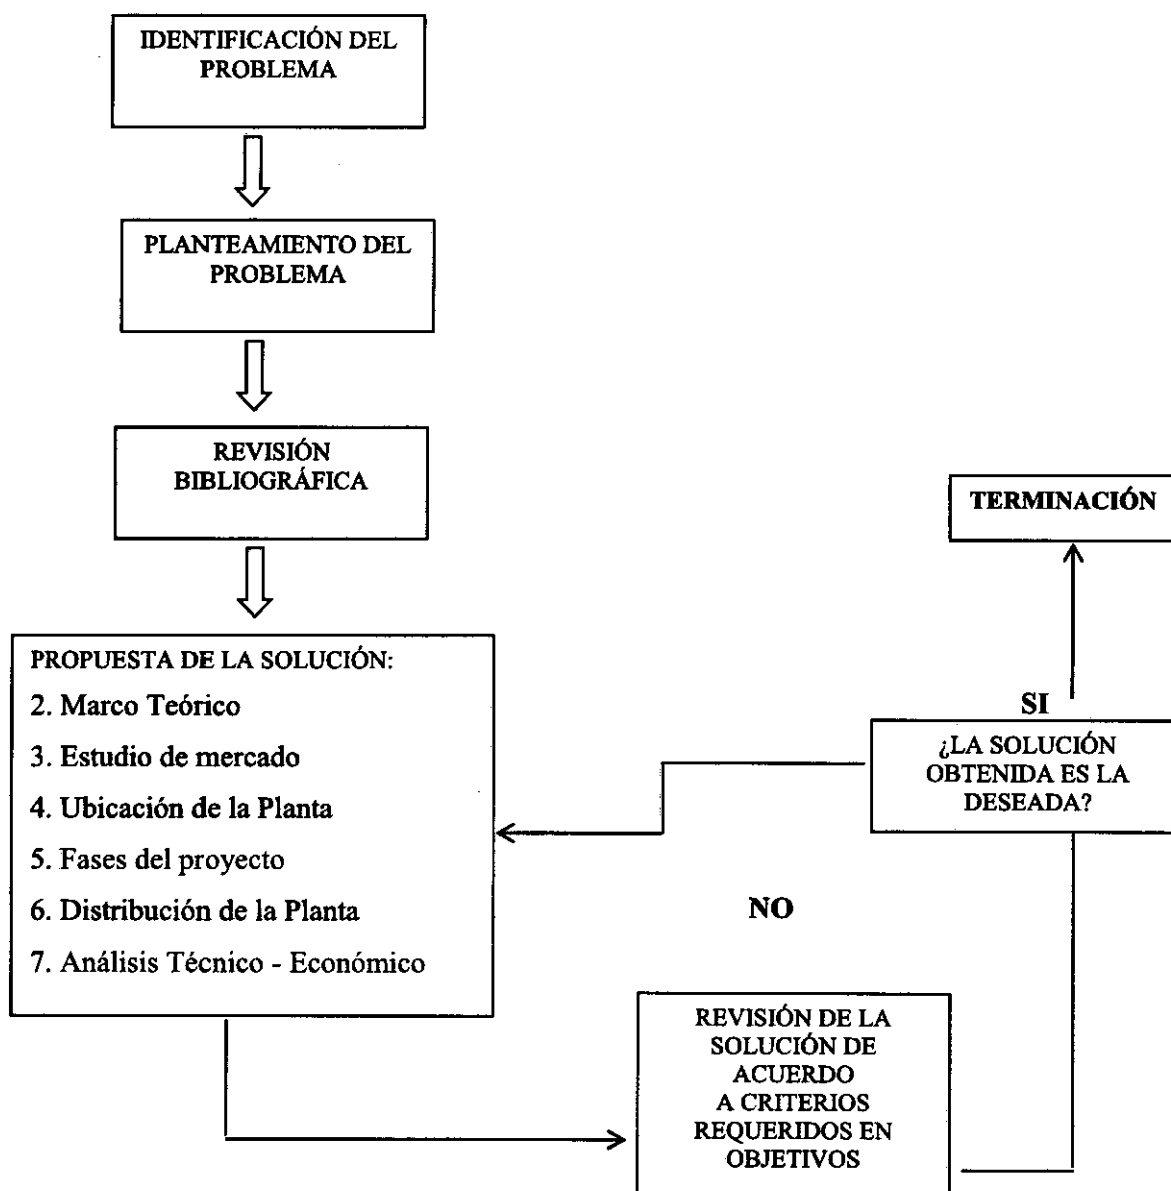 IDENTIFICACIÓN DEL
PROBLEMA
PLANTEAMIENTO DEL
PROBLEMA
REVISIÓN
BIBLIOGRÁFICA
PROPUESTA DE LA SOLUCIÓN:
2. Marco Teórico
3. Estudio de mercado
4. Ubicación de la Planta
5. Fases del proyecto
6. Distribución de la Planta
7. Análisis Técnico - Económico
REVISIÓN DE LA
SOLUCIÓN DE
ACUERDO
A CRITERIOS
REQUERIDOS EN
OBJETIVOS
¿LA SOLUCIÓN
OBTENIDA ES LA
DESEADA?
NO
SI
TERMINACIÓN